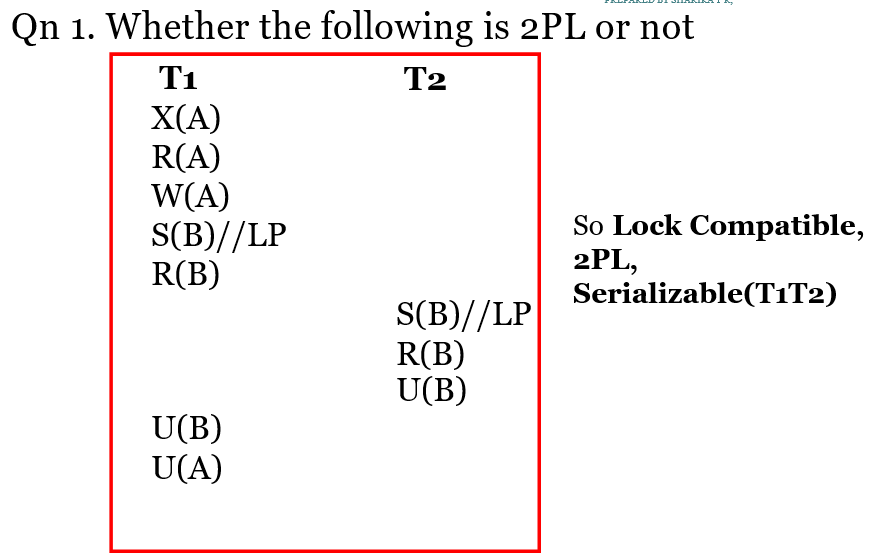 PREPARED BY SHARIKA T R,
Qn 1. Whether the following is 2PL or not
T1 T2
X(A)
R(A)
W(A)
S(B)//LP
R(B)
S(B)//LP
R(B)
U(B)
U(B)
U(A)
So Lock Compatible,
2PL,
Serializable(T1T2)